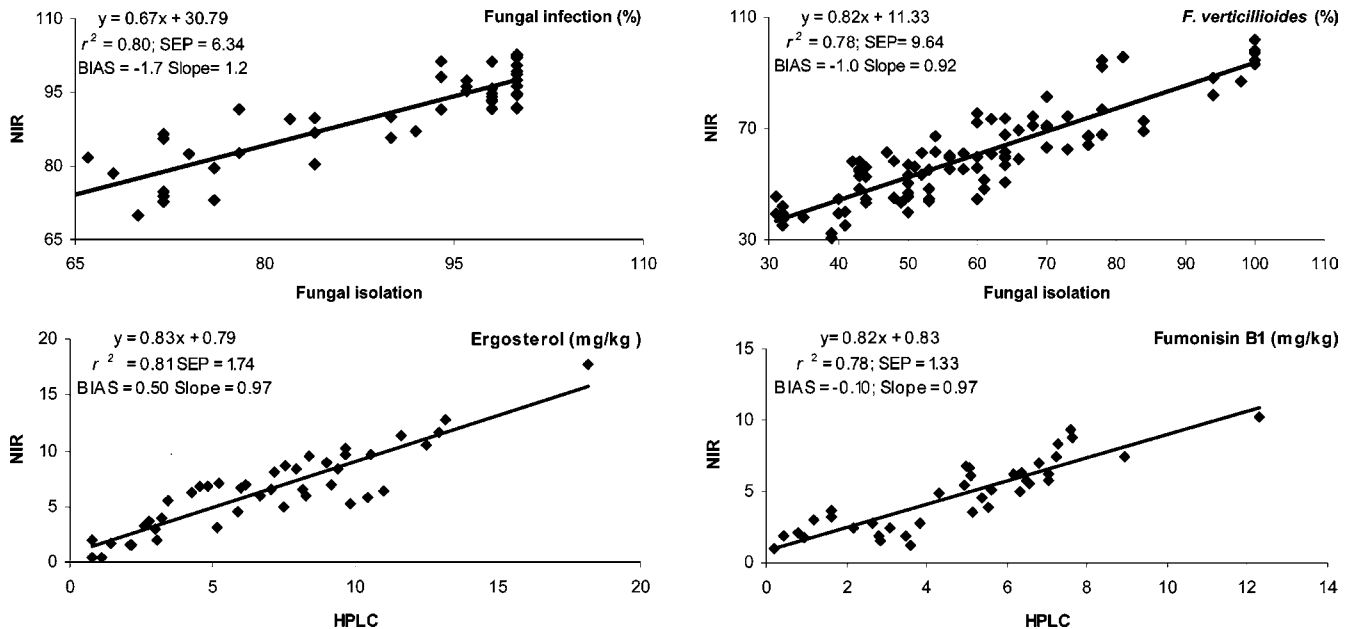 y = 0.67x + 30.79
Fungal infection (%)
r² = 0.80; SEP = 6.34
BIAS = -1.7 Slope= 1.2
110
95
80
65
NIR
65 80 95 110
Fungal isolation
y = 0.82x + 11.33
F. verticillioides (%)
r² = 0.78; SEP= 9.64
BIAS = -1.0 Slope = 0.92
110
70
30
NIR
30 40 50 60 70 80 90 100 110
Fungal isolation
y = 0.83x + 0.79
Ergosterol (mg/kg )
r ² = 0.81 SEP = 1.74
BIAS = 0.50 Slope = 0.97
20
15
10
5
0
NIR
0 5 10 15 20
HPLC
y = 0.82x + 0.83
Fumonisin B1 (mg/kg)
r ² = 0.78; SEP = 1.33
BIAS = -0.10; Slope = 0.97
15
10
5
0
NIR
0 2 4 6 8 10 12 14
HPLC